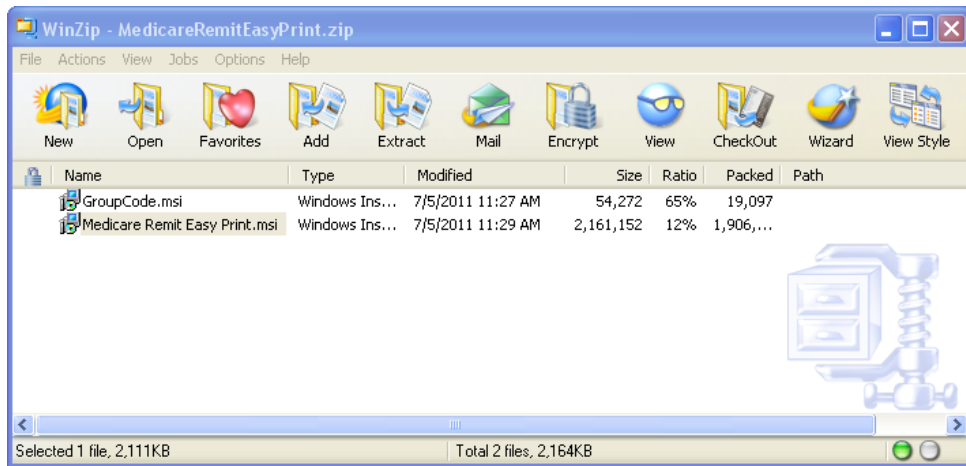 WinZip - MedicareRemitEasyPrint.zip
File Actions View Jobs Options Help
New Open Favorites Add Extract Mail Encrypt View CheckOut Wizard View Style
Name Type Modified Size Ratio Packed Path
GroupCode.msi Windows Ins... 7/5/2011 11:27 AM 54,272 65% 19,097
Medicare Remit Easy Print.msi Windows Ins... 7/5/2011 11:29 AM 2,161,152 12% 1,906,...
Selected 1 file, 2,111KB Total 2 files, 2,164KB